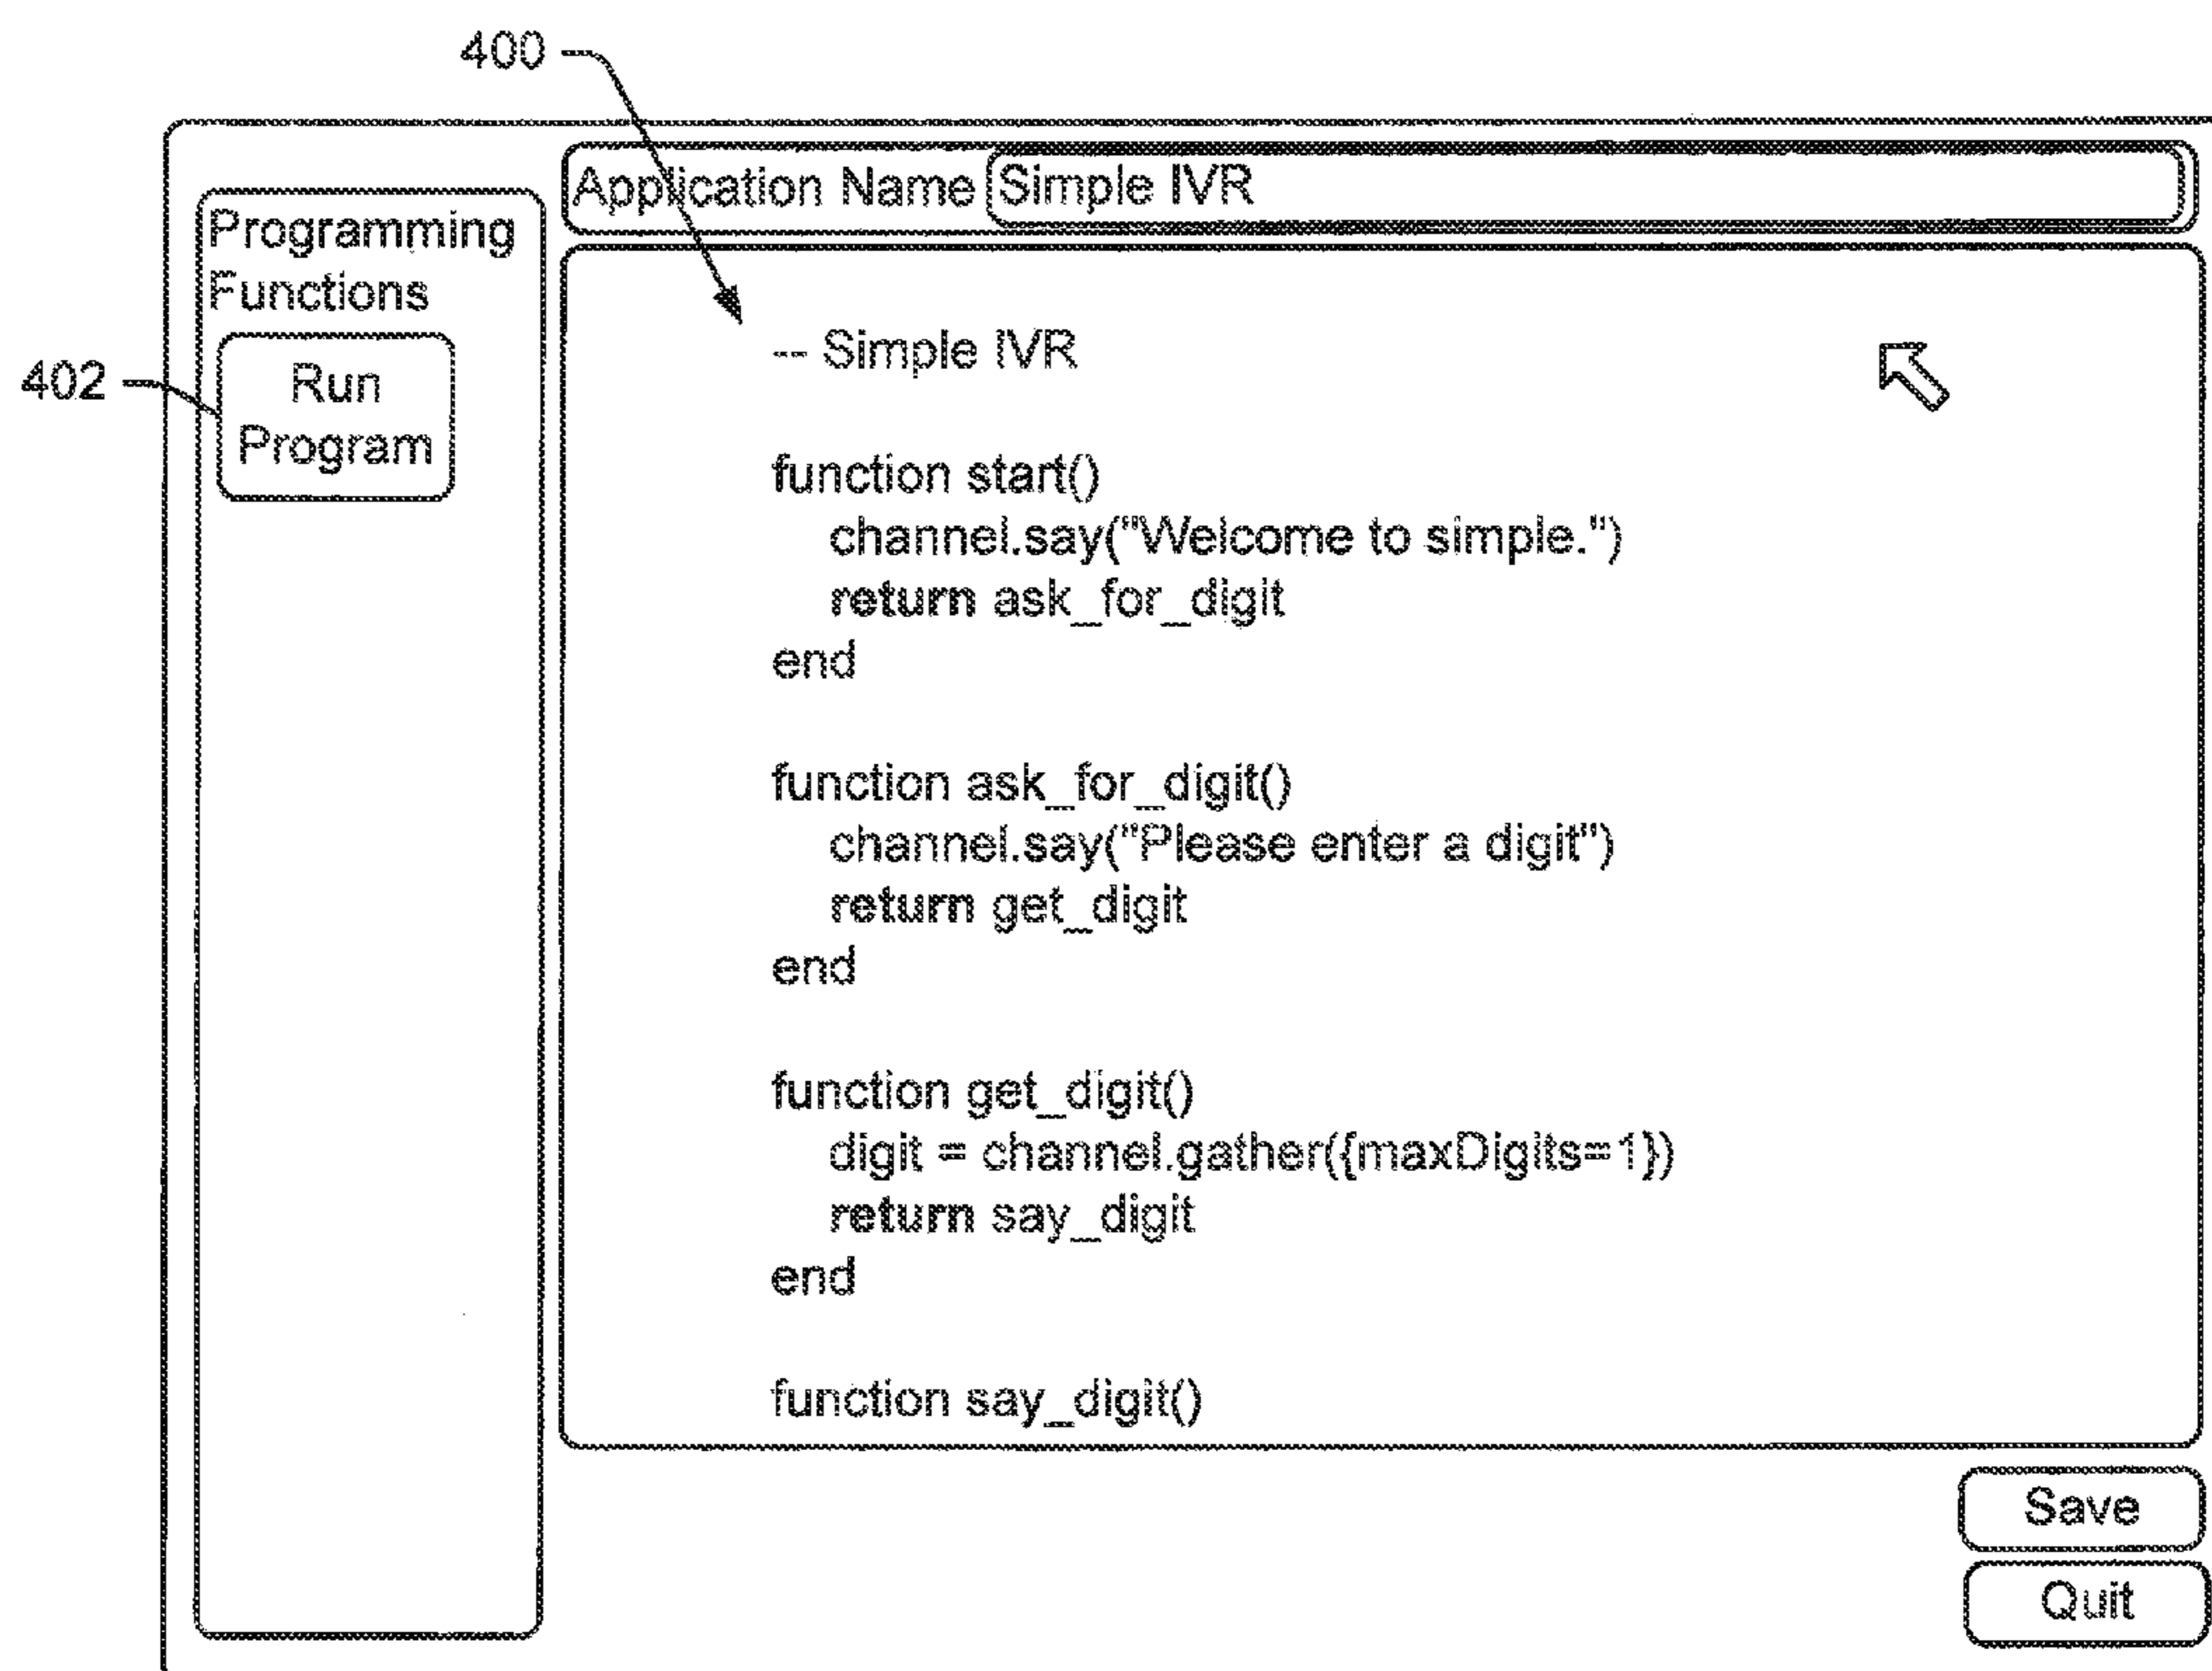 400
Application Name Simple IVR
Programming
Functions
402
Run
Program
-- Simple IVR
function start()
channel.say("Welcome to simple.")
return ask_for_digit
end
function ask_for_digit()
channel.say("Please enter a digit")
return get_digit
end
function get_digit()
digit = channel.gather({maxDigits=1})
return say_digit
end
function say_digit()
Save
Quit